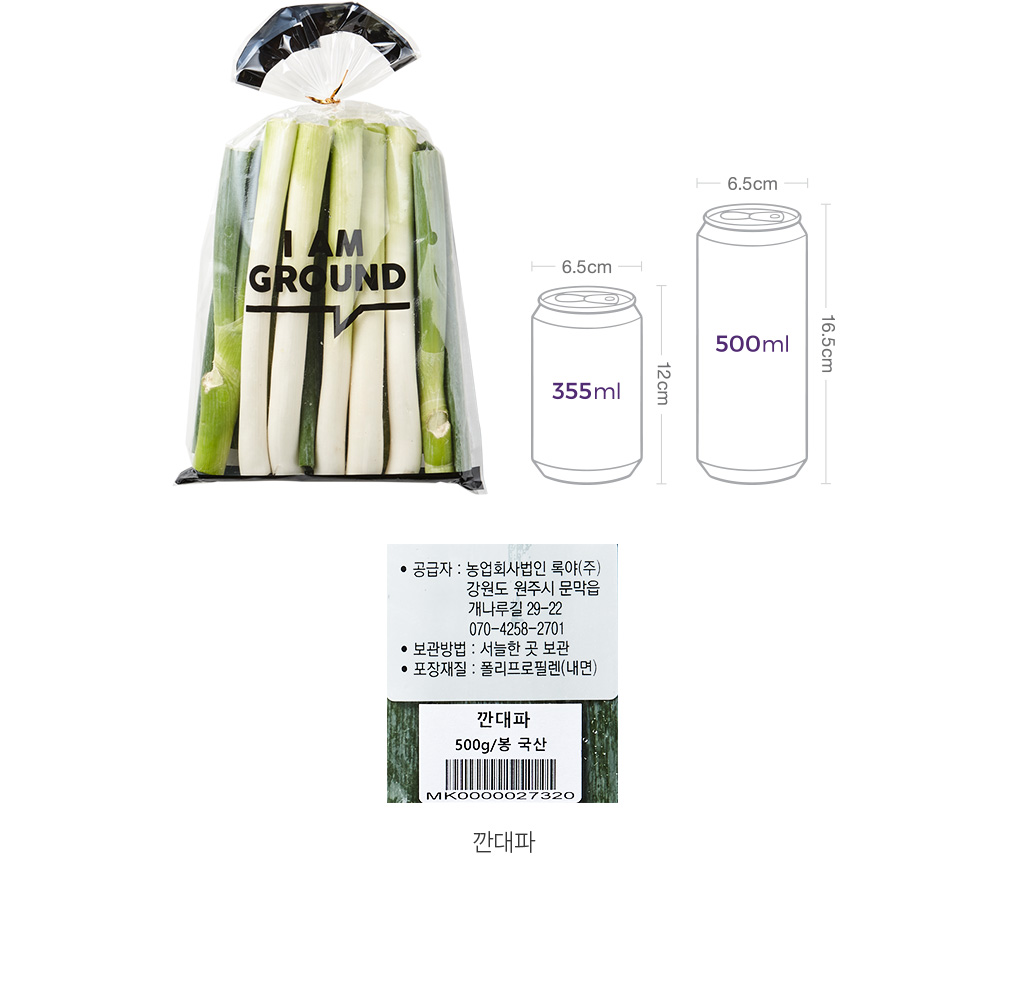 I AM
GROUND
6.5cm
6.5cm
355ml
12cm
500ml
16.5cm
• 공급자 : 농업회사법인 록야(주)
강원도 원주시 문막읍
개나루길 29-22
070-4258-2701
• 보관방법 : 서늘한 곳 보관
• 포장재질 : 폴리프로필렌(내면)
깐대파
500g/봉 국산
MK0000027320
깐대파